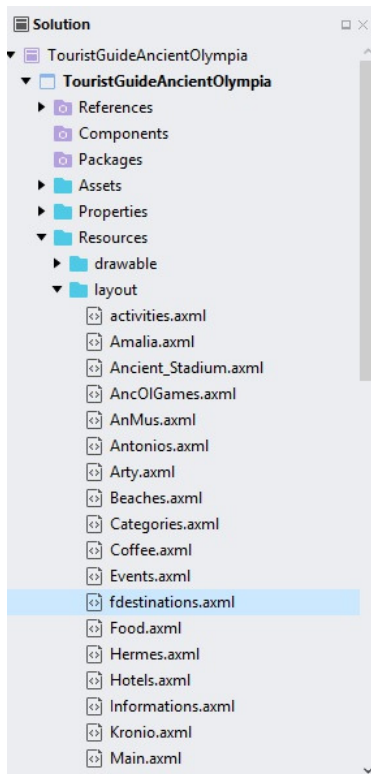 Solution
TouristGuideAncientOlympia
TouristGuideAncientOlympia
References
Components
Packages
Assets
Properties
Resources
drawable
layout
activities.axml
Amalia.axml
Ancient_Stadium.axml
AncOlGames.axml
AnMus.axml
Antonios.axml
Arty.axml
Beaches.axml
Categories.axml
Coffee.axml
Events.axml
fdestinations.axml
Food.axml
Hermes.axml
Hotels.axml
Informations.axml
Kronio.axml
Main.axml